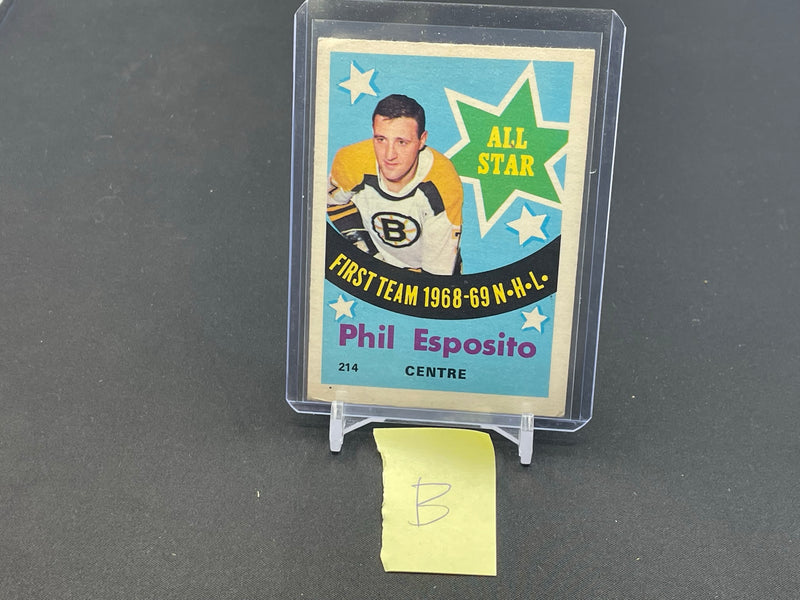 ALL
STAR
B
FIRST TEAM 1968-69 N•H•L•
Phil Esposito
214 CENTRE
B